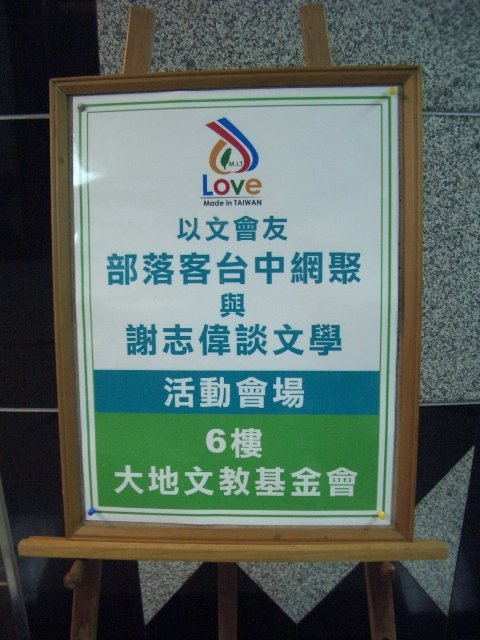 M.I.T
Love
Made in TAIWAN
以文會友
部落客台中網聚
與
謝志偉談文學
活動會場
6樓
大地文教基金會